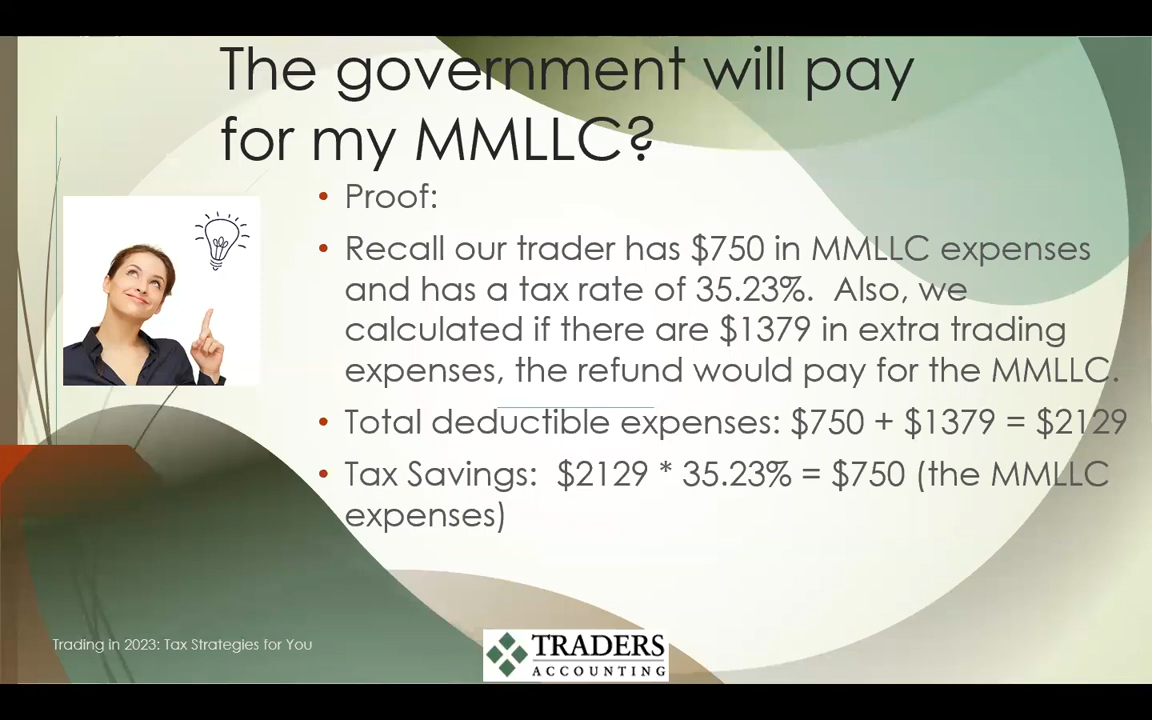 The government will pay
for my MMLLC?
• Proof:
• Recall our trader has $750 in MMLLC expenses
and has a tax rate of 35.23%.  Also, we
calculated if there are $1379 in extra trading
expenses, the refund would pay for the MMLLC.
• Total deductible expenses: $750 + $1379 = $2129
• Tax Savings:  $2129 * 35.23% = $750 (the MMLLC
expenses)
Trading in 2023: Tax Strategies for You
TRADERS
ACCOUNTING